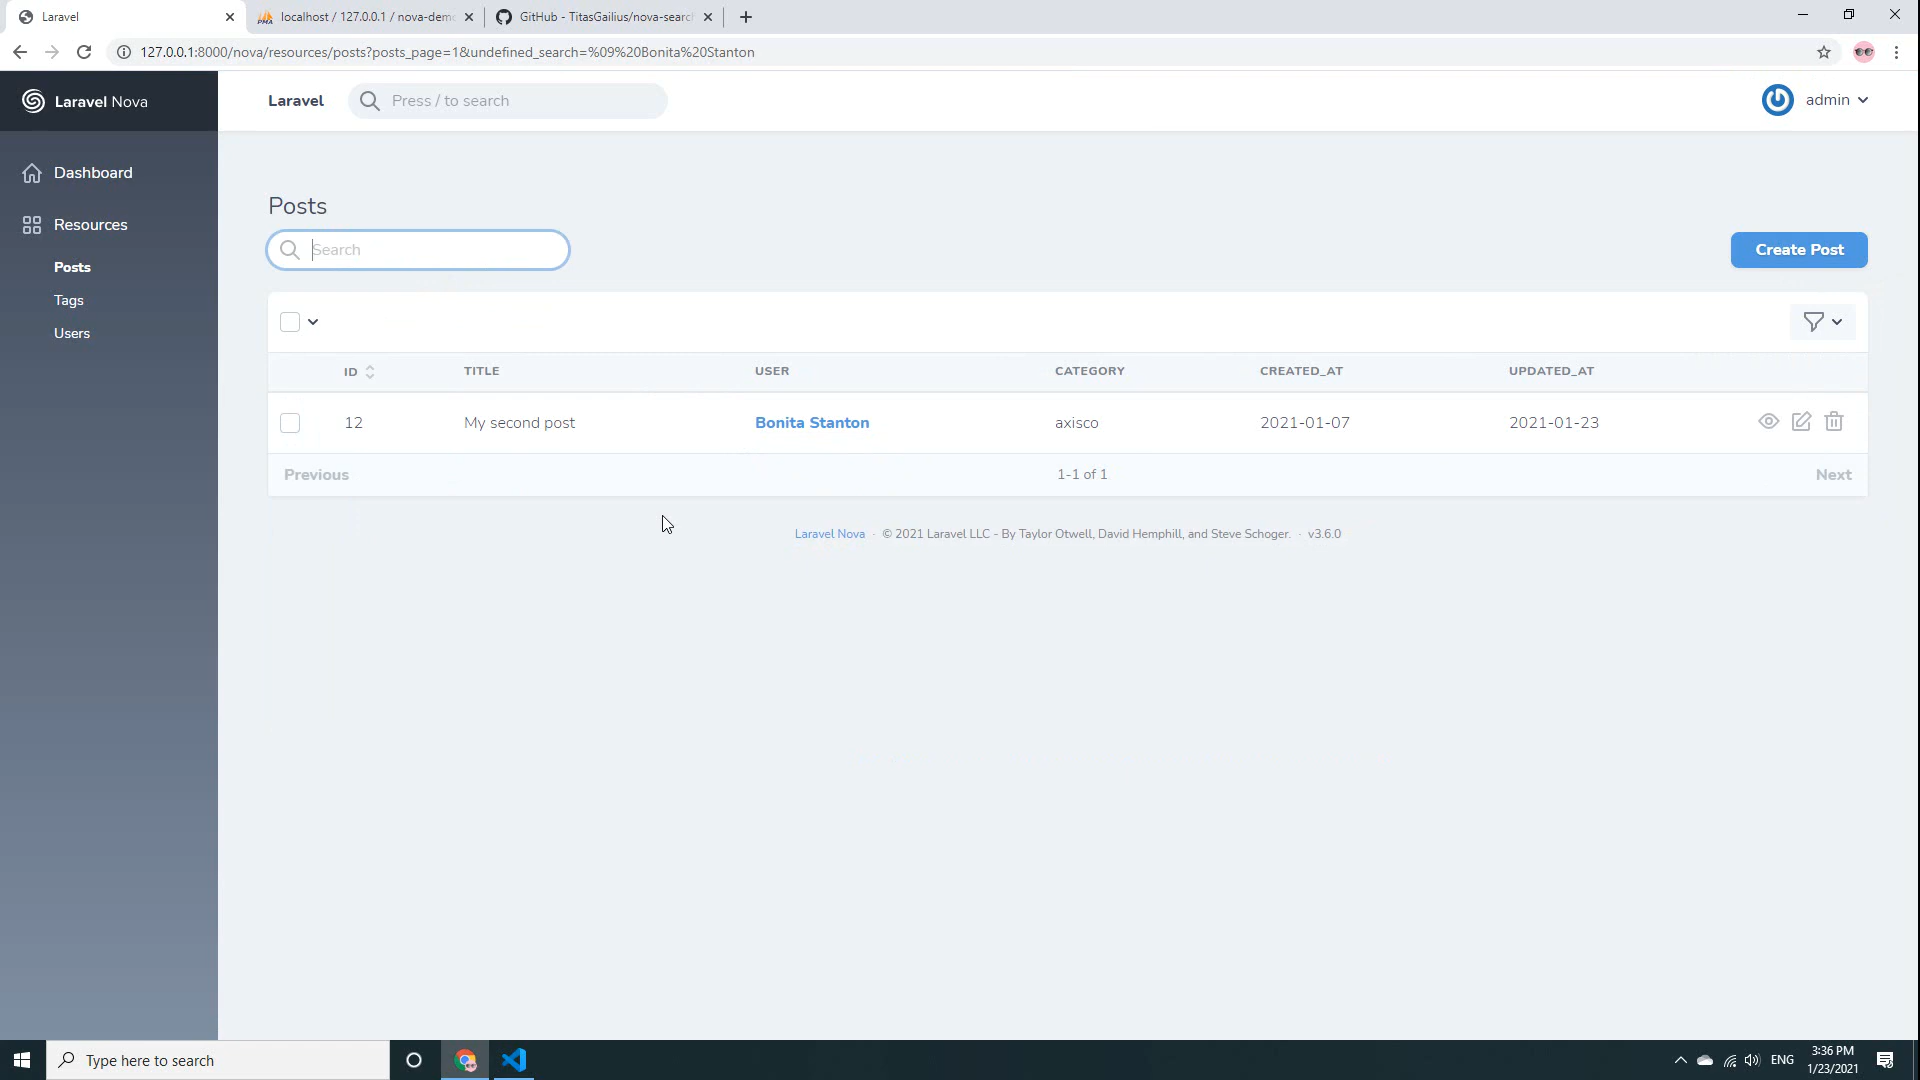 Laravel
localhost / 127.0.0.1 / nova-demo
GitHub - TitasGailius/nova-search
127.0.0.1:8000/nova/resources/posts?posts_page=1&undefined_search=%09%20Bonita%20Stanton
Laravel Nova
Laravel
Press / to search
admin
Dashboard
Resources
Posts
Tags
Users
Posts
Search
Create Post
ID TITLE USER CATEGORY CREATED_AT UPDATED_AT
12 My second post Bonita Stanton axisco 2021-01-07 2021-01-23
Previous 1-1 of 1 Next
Laravel Nova · © 2021 Laravel LLC - By Taylor Otwell, David Hemphill, and Steve Schoger. · v3.6.0
Type here to search
ENG
3:36 PM
1/23/2021